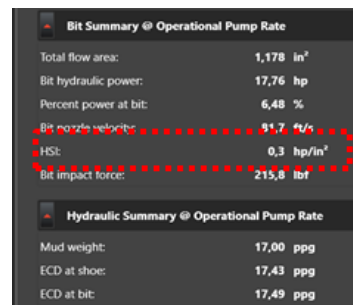 Bit Summary @ Operational Pump Rate
Total flow area: 1,178 in²
Bit hydraulic power: 17,76 hp
Percent power at bit: 6,48 %
Bit nozzle velocity: 81,7 ft/s
HSI: 0,3 hp/in²
Bit impact force: 215,8 lbf
Hydraulic Summary @ Operational Pump Rate
Mud weight: 17,00 ppg
ECD at shoe: 17,43 ppg
ECD at bit: 17,49 ppg